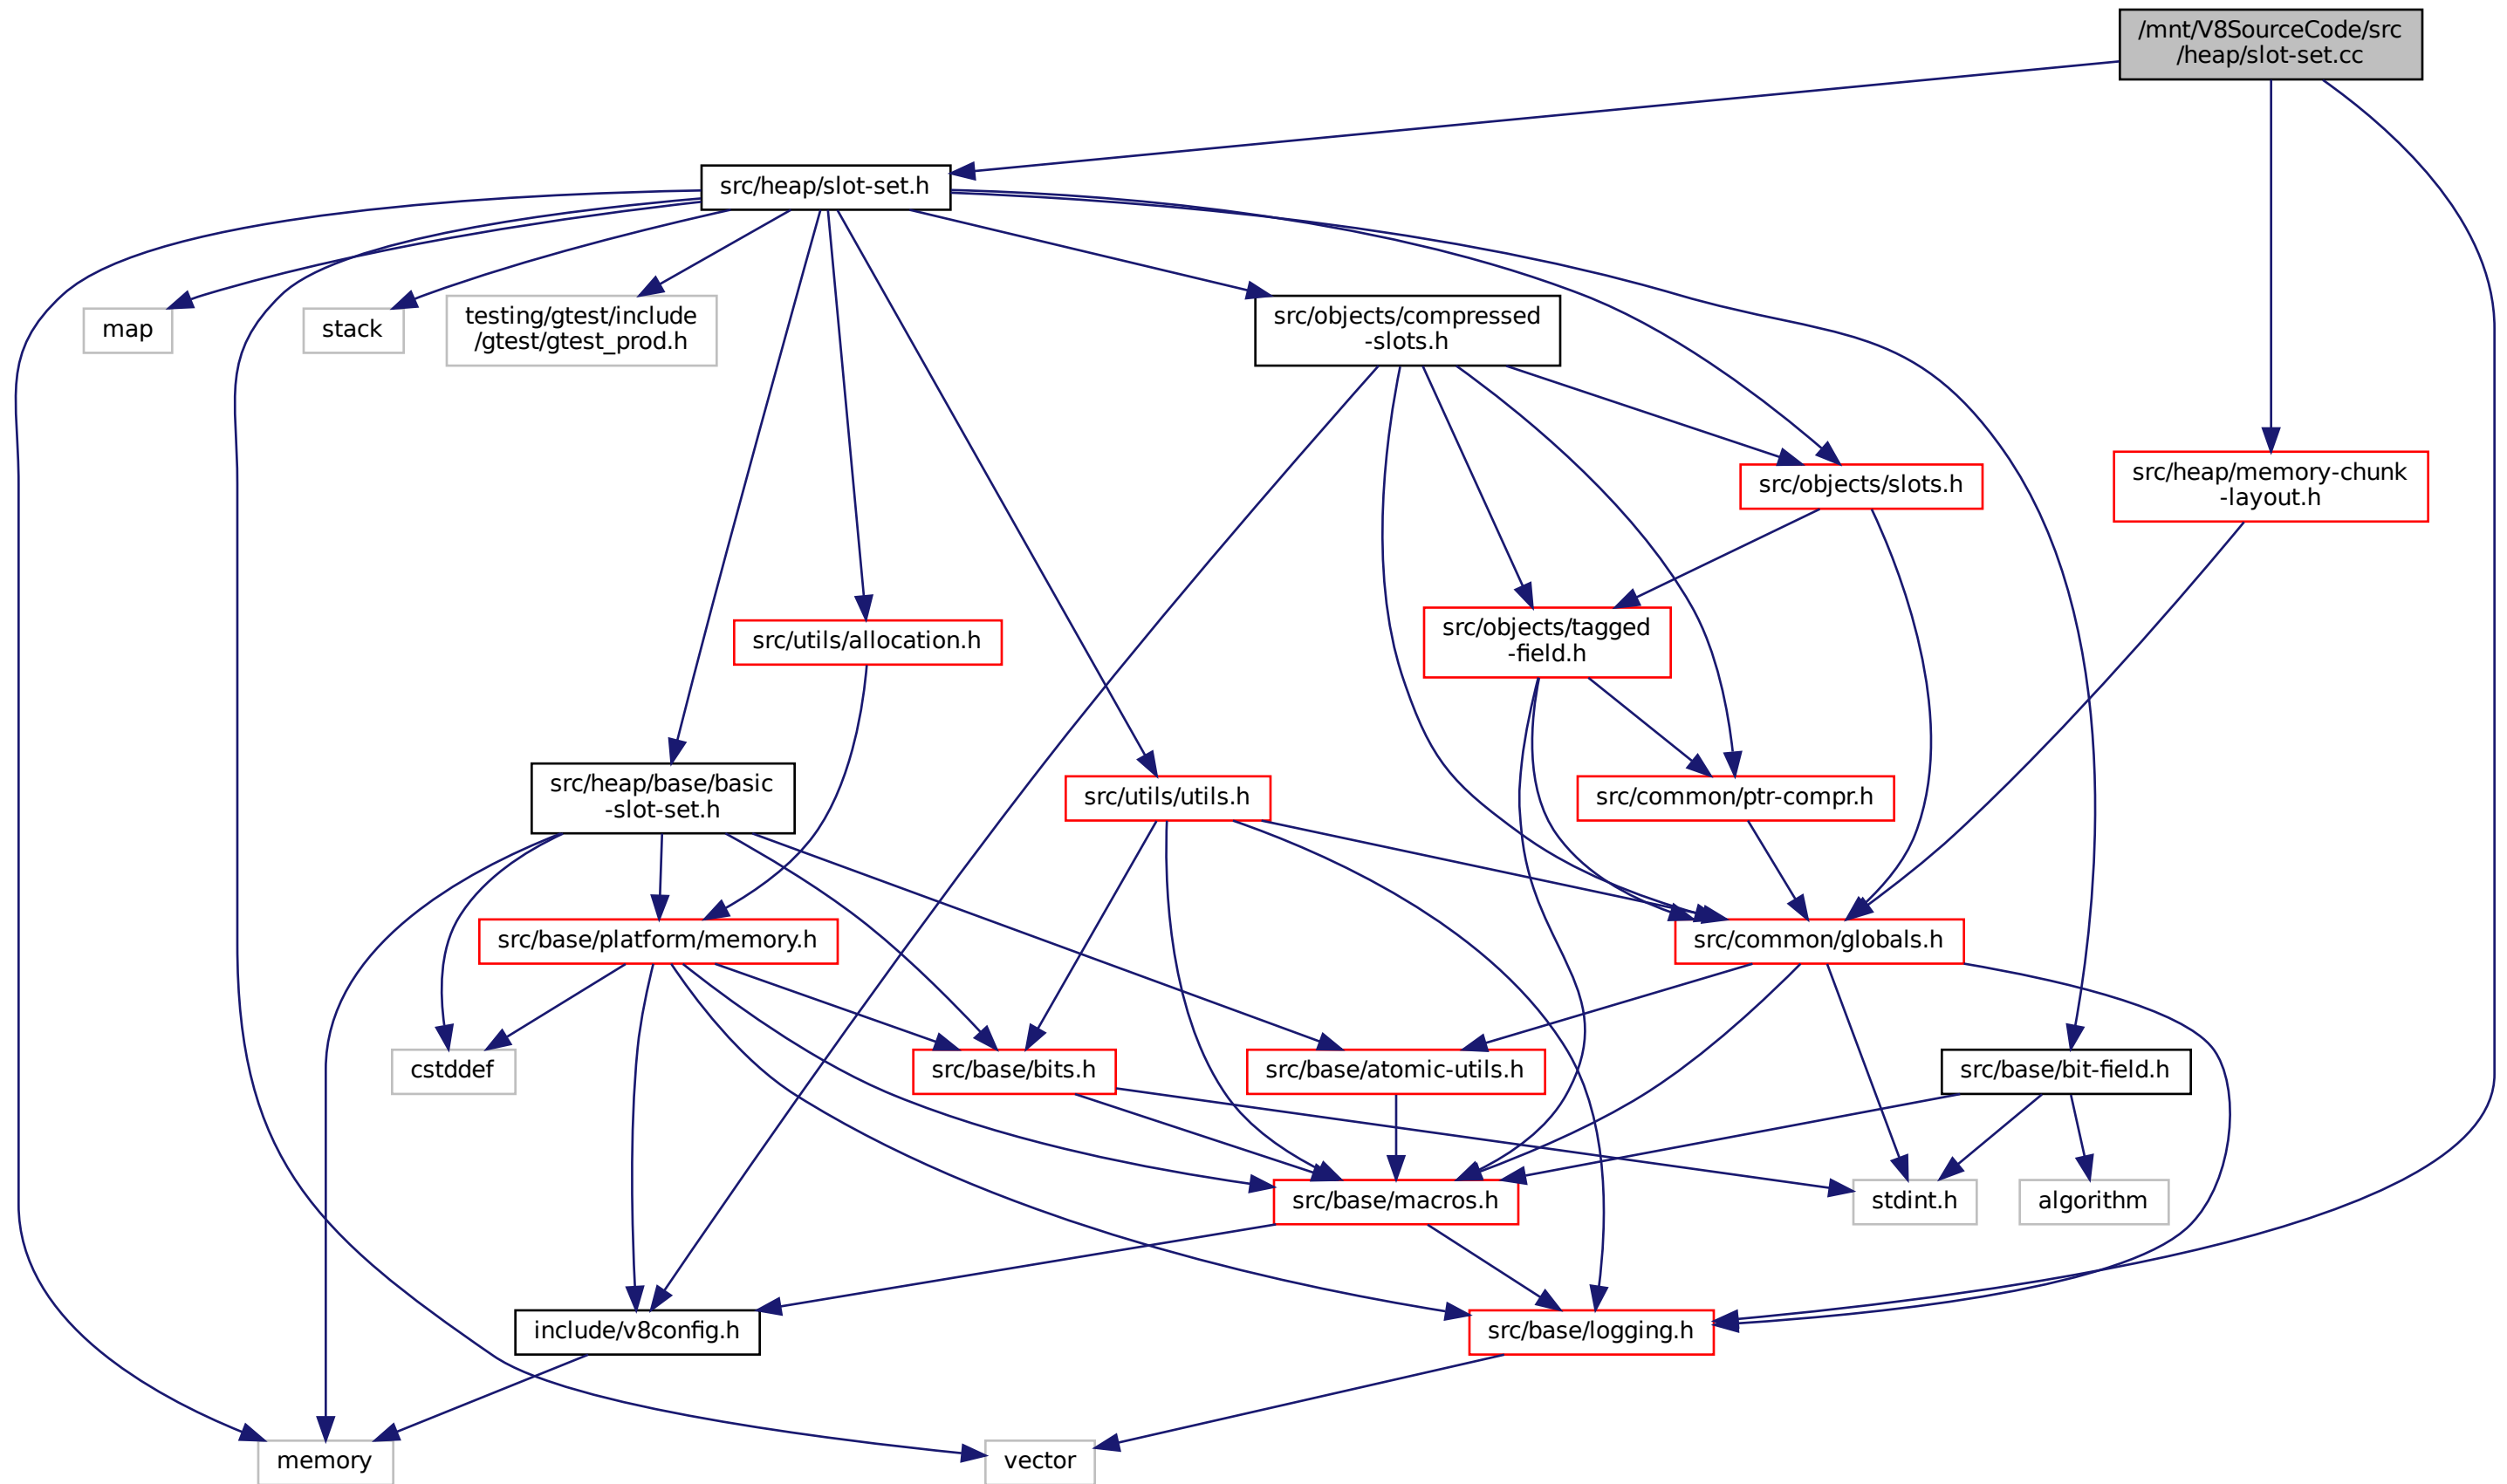 /mnt/V8SourceCode/src
/heap/slot-set.cc
src/heap/slot-set.h
map
stack
testing/gtest/include
/gtest/gtest_prod.h
src/objects/compressed
-slots.h
src/objects/slots.h
src/heap/memory-chunk
-layout.h
src/utils/allocation.h
src/objects/tagged
-field.h
src/heap/base/basic
-slot-set.h
src/utils/utils.h
src/common/ptr-compr.h
src/base/platform/memory.h
src/common/globals.h
cstddef
src/base/bits.h
src/base/atomic-utils.h
src/base/bit-field.h
src/base/macros.h
stdint.h
algorithm
include/v8config.h
src/base/logging.h
memory
vector